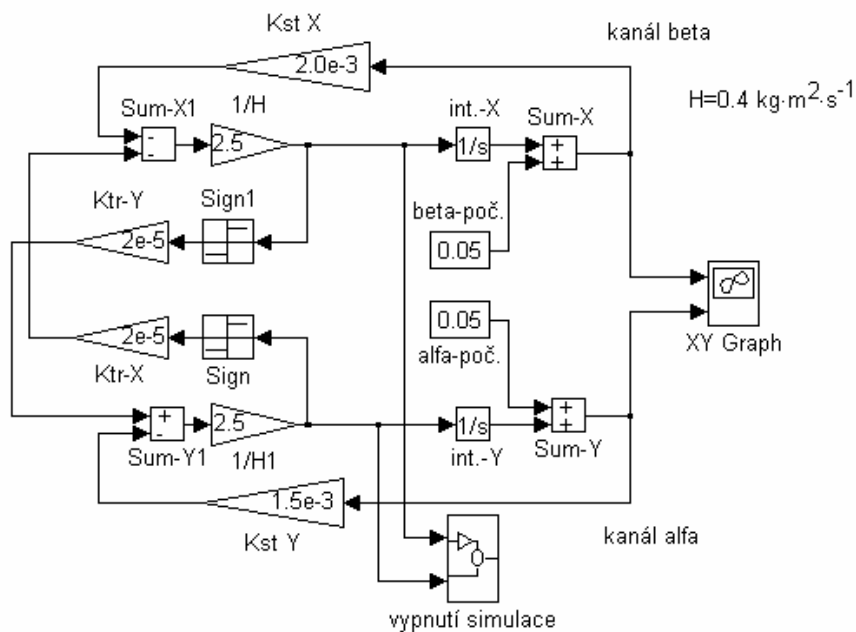 Kst X
kanál beta
2.0e-3
H=0.4 kg·m²·s⁻¹
Sum-X1
1/H
int.-X
Sum-X
-
-
2.5
1/s
+
+
Ktr-Y
Sign1
beta-poč.
2e-5
0.05
0.05
2e-5
alfa-poč.
XY Graph
Ktr-X
Sign
+
-
2.5
1/s
+
+
Sum-Y1
1/H1
int.-Y
Sum-Y
1.5e-3
Kst Y
0
kanál alfa
vypnutí simulace